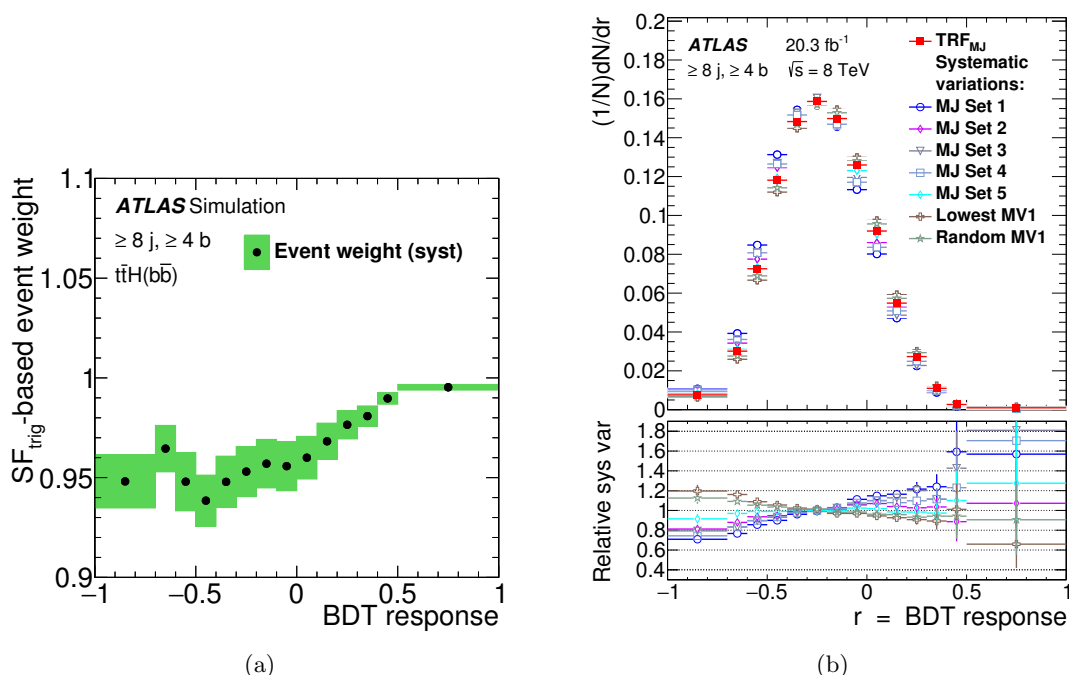 1.1
1.05
1
0.95
0.9
SF_trig-based event weight
ATLAS Simulation
≥ 8 j, ≥ 4 b
tt̄H(bb̄)
Event weight (syst)
−1 −0.5 0 0.5 1
BDT response
(a)
0.2
0.18
0.16
0.14
0.12
0.1
0.08
0.06
0.04
0.02
0
(1/N)dN/dr
ATLAS 20.3 fb⁻¹
≥ 8 j, ≥ 4 b √s = 8 TeV
TRF_MJ
Systematic
variations:
MJ Set 1
MJ Set 2
MJ Set 3
MJ Set 4
MJ Set 5
Lowest MV1
Random MV1
1.8
1.6
1.4
1.2
1.0
0.8
0.6
0.4
Relative sys var
−1 −0.5 0 0.5 1
r = BDT response
(b)